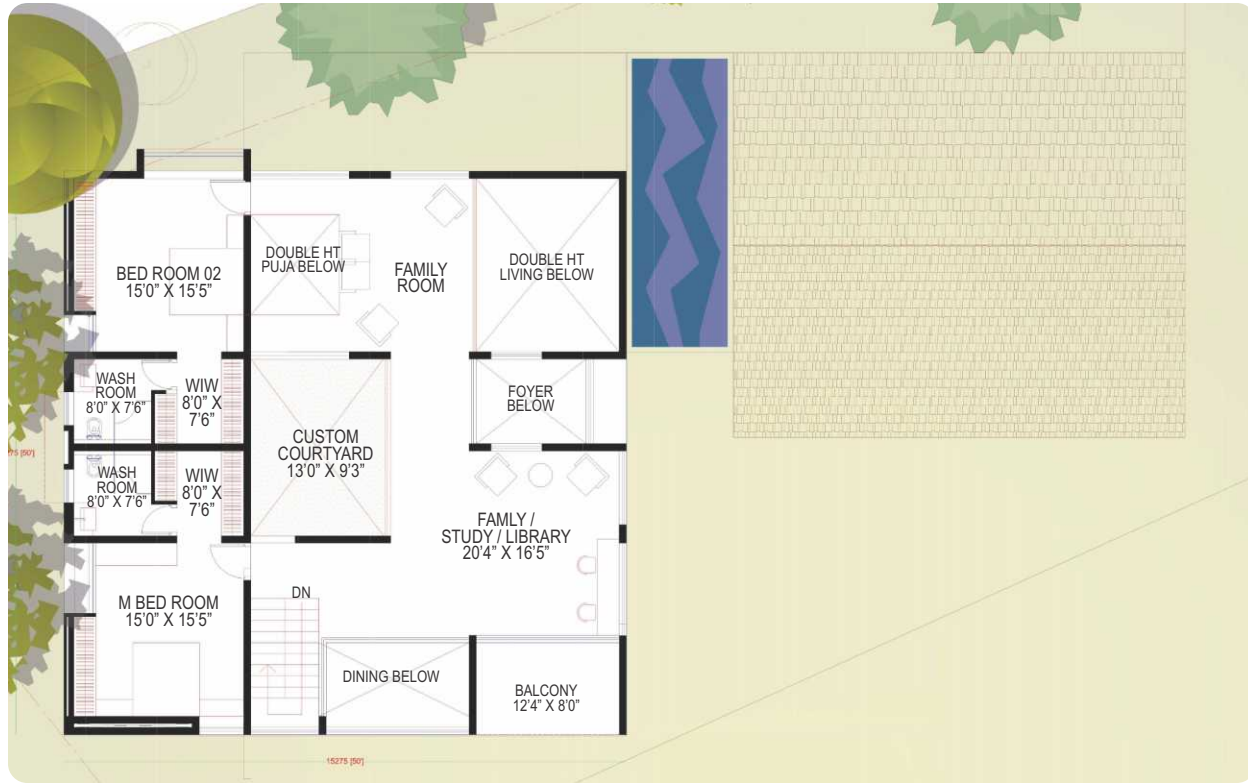 BED ROOM 02
15'0” X 15'5”
DOUBLE HT
PUJA BELOW
FAMILY
ROOM
DOUBLE HT
LIVING BELOW
WASH
ROOM
8'0” X 7'6”
WIW
8'0” X
7'6”
FOYER
BELOW
CUSTOM
COURTYARD
13'0” X 9'3”
WASH
ROOM
8'0” X 7'6”
WIW
8'0” X
7'6”
FAMLY /
STUDY / LIBRARY
20'4” X 16'5”
M BED ROOM
15'0” X 15'5”
DN
DINING BELOW
BALCONY
12'4” X 8'0”
15275 [50']